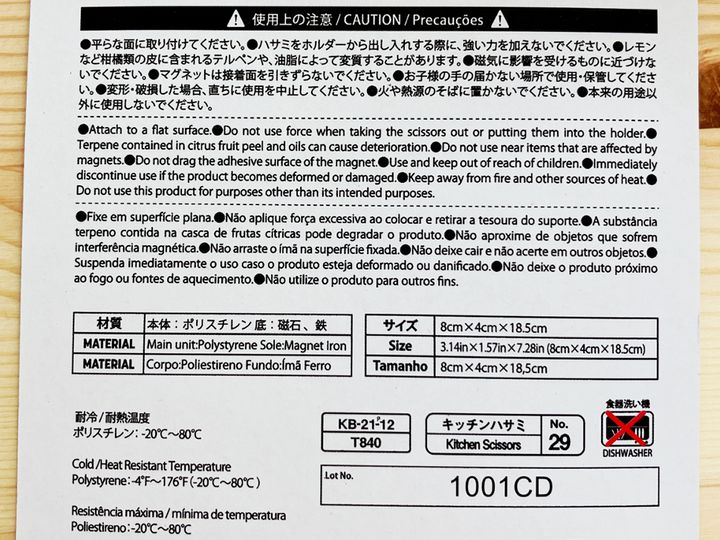 使用上の注意 / CAUTION / Precauções
●平らな面に取り付けてください。●ハサミをホルダーから出し入れする際に、強い力を加えないでください。●レモン
など柑橘類の皮に含まれるテルペンや、油脂によって変質することがあります。●磁気に影響を受けるものに近づけな
いでください。●マグネットは接着面を引きずらないでください。●お子様の手の届かない場所で使用・保管してくださ
い。●変形・破損した場合、直ちに使用を中止してください。●火や熱源のそばに置かないでください。●本来の用途以
外に使用しないでください。
●Attach to a flat surface.●Do not use force when taking the scissors out or putting them into the holder.●
Terpene contained in citrus fruit peel and oils can cause deterioration.●Do not use near items that are affected by
magnets.●Do not drag the adhesive surface of the magnet.●Use and keep out of reach of children.●Immediately
discontinue use if the product becomes deformed or damaged.●Keep away from fire and other sources of heat.●
Do not use this product for purposes other than its intended purposes.
●Fixe em superfície plana.●Não aplique força excessiva ao colocar e retirar a tesoura do suporte.●A substância
terpeno contida na casca de frutas cítricas pode degradar o produto.●Não aproxime de objetos que sofrem
interferência magnética.●Não arraste o ímã na superfície fixada.●Não deixe cair e não acerte em outros objetos.●
Suspenda imediatamente o uso caso o produto esteja deformado ou danificado.●Não deixe o produto próximo
ao fogo ou fontes de aquecimento.●Não utilize o produto para outros fins.
材質 本体：ポリスチレン 底：磁石、鉄
MATERIAL Main unit:Polystyrene Sole:Magnet Iron
MATERIAL Corpo:Poliestireno Fundo:Ímã Ferro
サイズ 8cm×4cm×18.5cm
Size 3.14in×1.57in×7.28in (8cm×4cm×18.5cm)
Tamanho 8cm×4cm×18,5cm
耐冷 / 耐熱温度
ポリスチレン：-20℃～80℃
Cold /Heat Resistant Temperature
Polystyrene：-4°F～176°F (-20℃～80℃)
Resistência máxima / mínima de temperatura
Poliestireno：-20℃～80℃
KB-21-12
T840
キッチンハサミ
Kitchen Scissors
No.
29
食器洗い機
DISHWASHER
Lot No. 1001CD